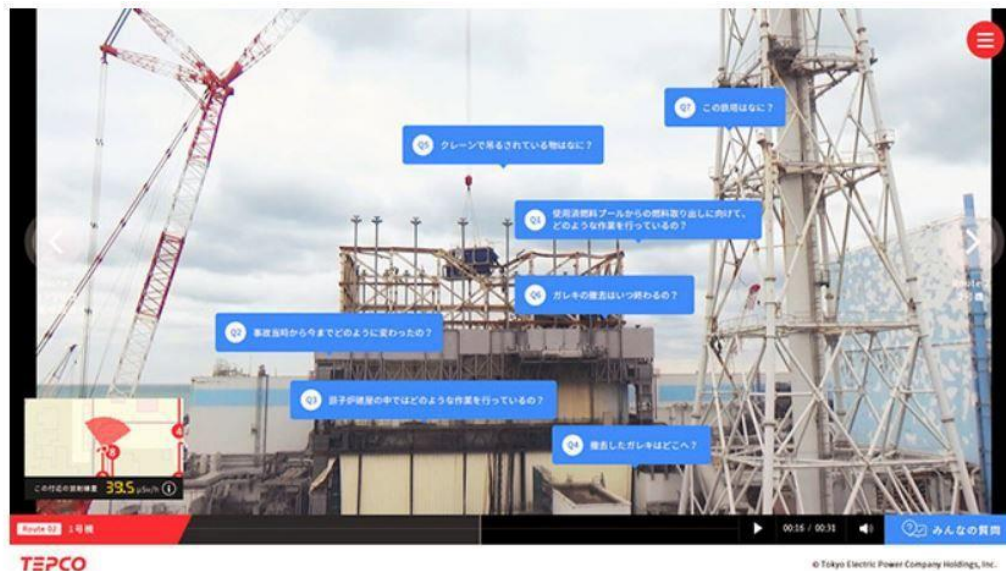 Q7 この鉄塔はなに?
Q5 クレーンで吊るされている物はなに?
Q1 使用済燃料プールからの燃料取り出しに向けて、
どのような作業を行っているの?
Q6 ガレキの撤去はいつ終わるの?
Q2 事故当時から今までどのように変わったの?
Q3 原子炉建屋の中ではどのような作業を行っているの?
Q4 撤去したガレキはどこへ?
4
8
この付近の放射線量 39.5 μSv/h
Route 02 1号機
00:16 / 00:31
みんなの質問
TEPCO
© Tokyo Electric Power Company Holdings, Inc.